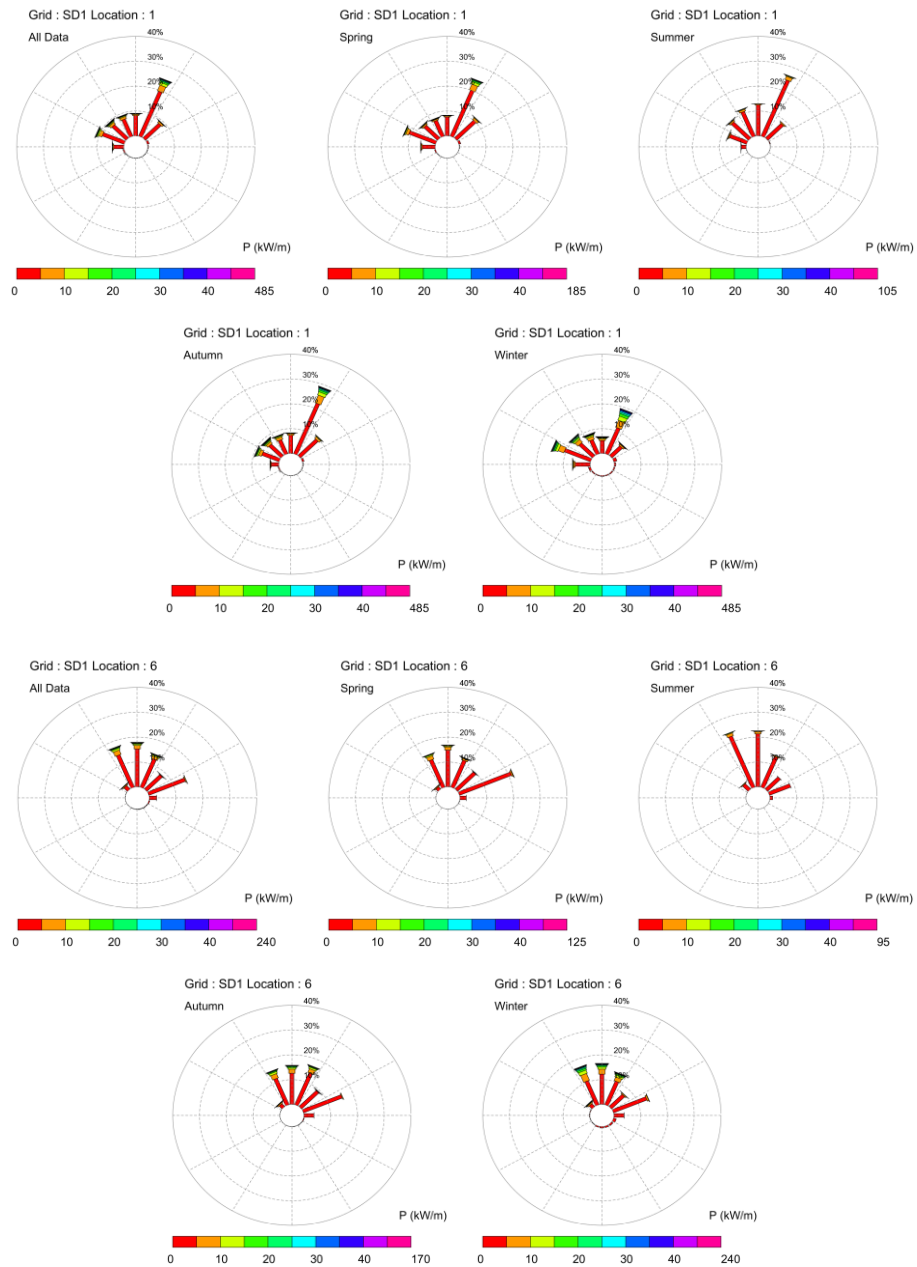 Grid : SD1 Location : 1
All Data
40%
30%
20%
10%
P (kW/m)
0 10 20 30 40 485
Grid : SD1 Location : 1
Spring
40%
30%
20%
10%
P (kW/m)
0 10 20 30 40 185
Grid : SD1 Location : 1
Summer
40%
30%
20%
10%
P (kW/m)
0 10 20 30 40 105
Grid : SD1 Location : 1
Autumn
40%
30%
20%
10%
P (kW/m)
0 10 20 30 40 485
Grid : SD1 Location : 1
Winter
40%
30%
20%
10%
P (kW/m)
0 10 20 30 40 485
Grid : SD1 Location : 6
All Data
40%
30%
20%
10%
P (kW/m)
0 10 20 30 40 240
Grid : SD1 Location : 6
Spring
40%
30%
20%
10%
P (kW/m)
0 10 20 30 40 125
Grid : SD1 Location : 6
Summer
40%
30%
20%
10%
P (kW/m)
0 10 20 30 40 95
Grid : SD1 Location : 6
Autumn
40%
30%
20%
10%
P (kW/m)
0 10 20 30 40 170
Grid : SD1 Location : 6
Winter
40%
30%
20%
10%
P (kW/m)
0 10 20 30 40 240